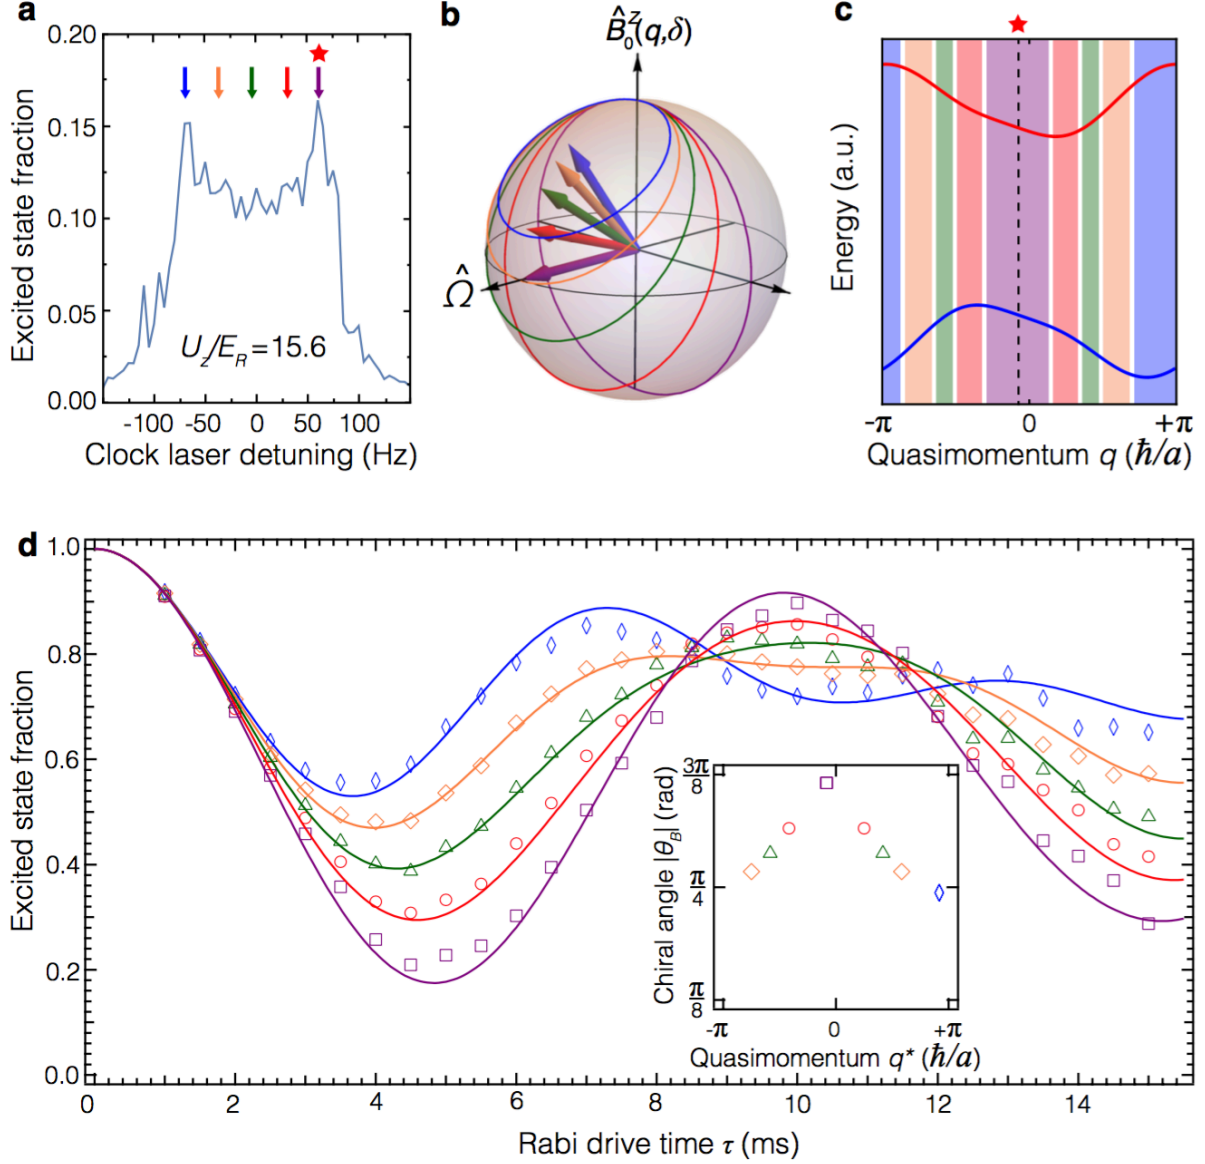 a
0.20
0.15
0.10
0.05
0.00
Excited state fraction
U_z/E_R=15.6
-100 -50 0 50 100
Clock laser detuning (Hz)
b
B̂₀ᶻ(q,δ)
Ω̂
c
Energy (a.u.)
-π 0 +π
Quasimomentum q (ħ/a)
d
1.0
0.8
0.6
0.4
0.2
0.0
Excited state fraction
0 2 4 6 8 10 12 14
Rabi drive time τ (ms)
3π/8
π/4
π/8
Chiral angle |θ_B| (rad)
-π 0 +π
Quasimomentum q* (ħ/a)